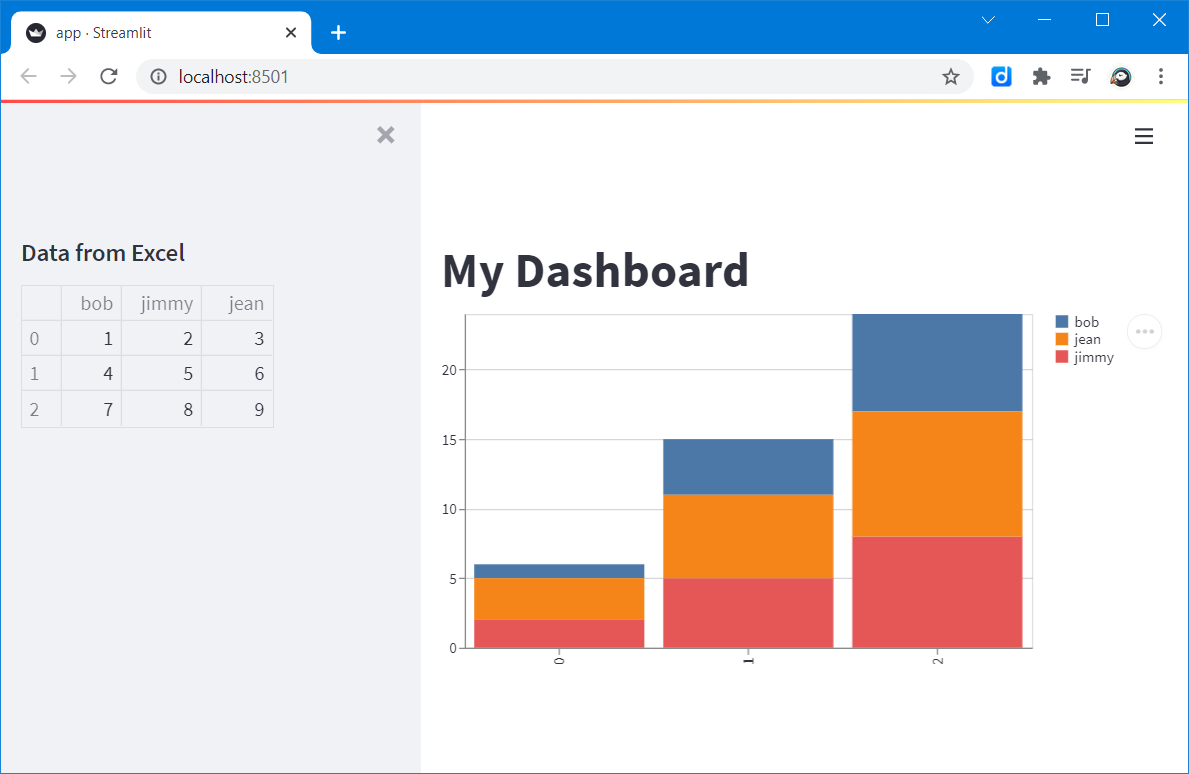 app · Streamlit
localhost:8501
Data from Excel
bob jimmy jean
0 1 2 3
1 4 5 6
2 7 8 9
My Dashboard
20
15
10
5
0
0 1 2
bob
jean
jimmy